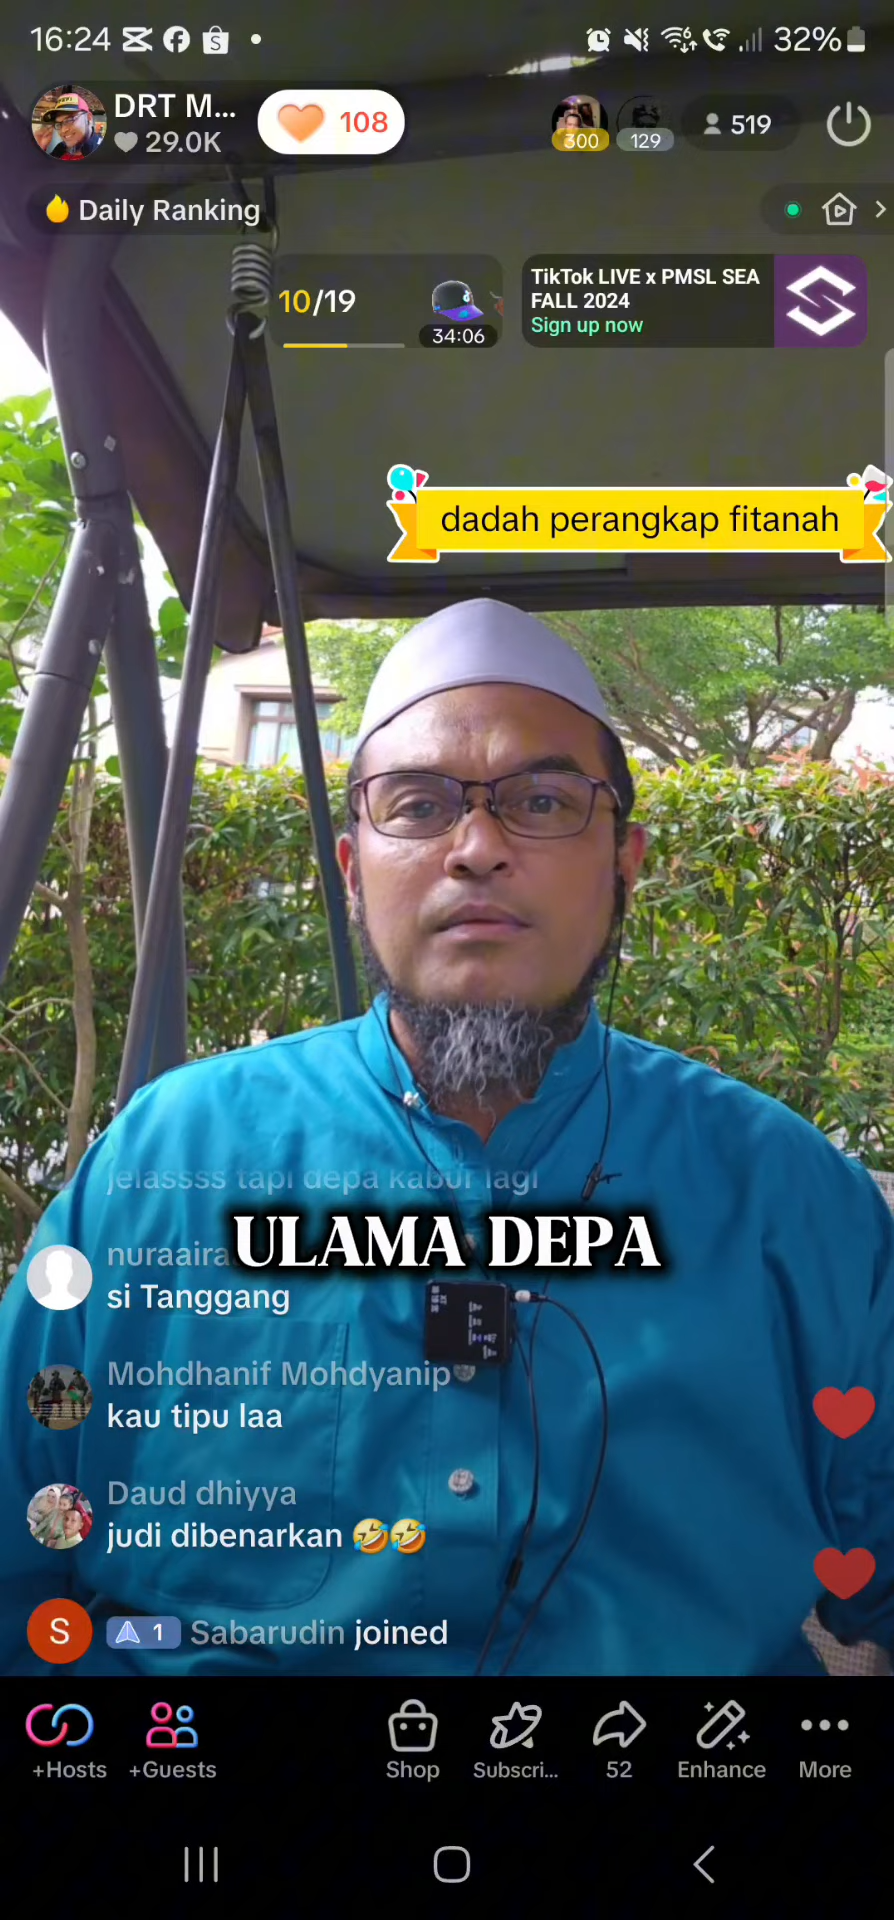 16:24
32%
DRT M...
29.0K
108
300
129
519
Daily Ranking
10/19
34:06
TikTok LIVE x PMSL SEA
FALL 2024
Sign up now
dadah perangkap fitanah
jelassss tapi depa kabur lagi
nuraaira
ULAMA DEPA
si Tanggang
Mohdhanif Mohdyanip
kau tipu laa
Daud dhiyya
judi dibenarkan 🤣🤣
S
1 Sabarudin joined
+Hosts
+Guests
Shop
Subscri...
52
Enhance
More